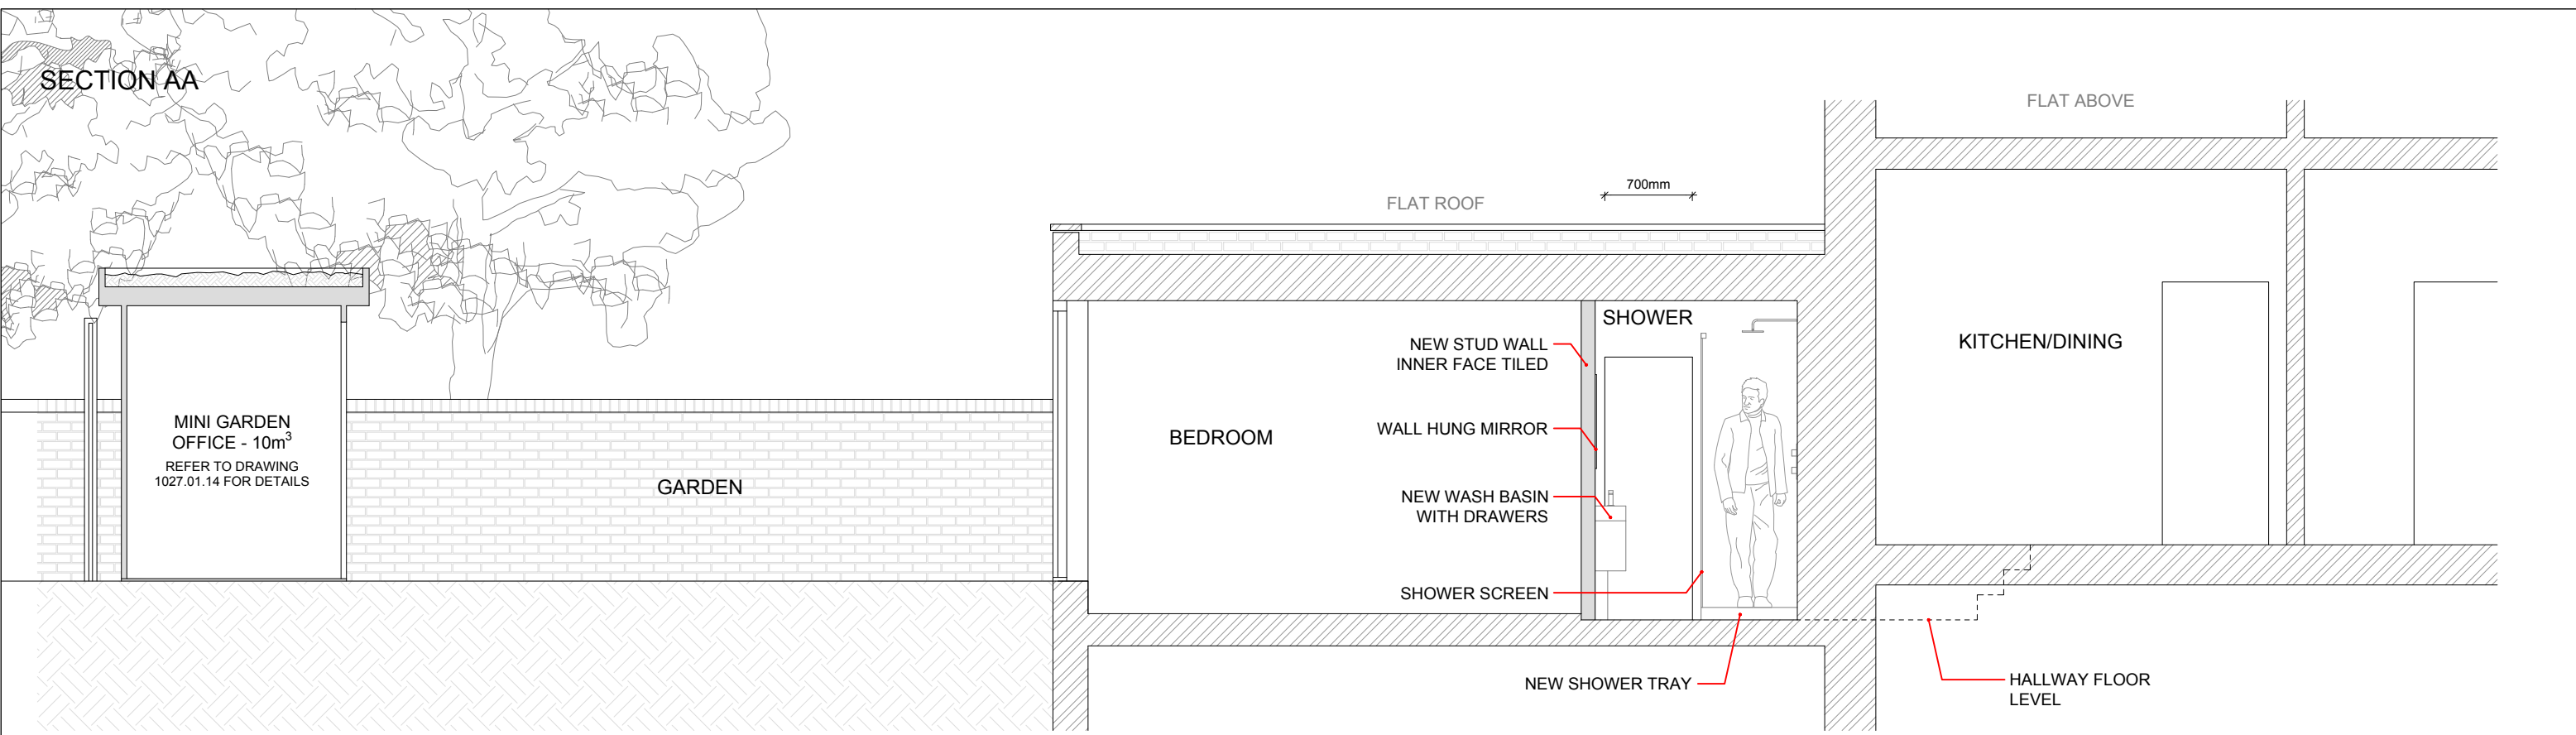 SECTION AA
FLAT ABOVE
700mm
FLAT ROOF
SHOWER
NEW STUD WALL
INNER FACE TILED
KITCHEN/DINING
MINI GARDEN
OFFICE - 10m³
REFER TO DRAWING
1027.01.14 FOR DETAILS
WALL HUNG MIRROR
BEDROOM
GARDEN
NEW WASH BASIN
WITH DRAWERS
SHOWER SCREEN
NEW SHOWER TRAY
HALLWAY FLOOR
LEVEL